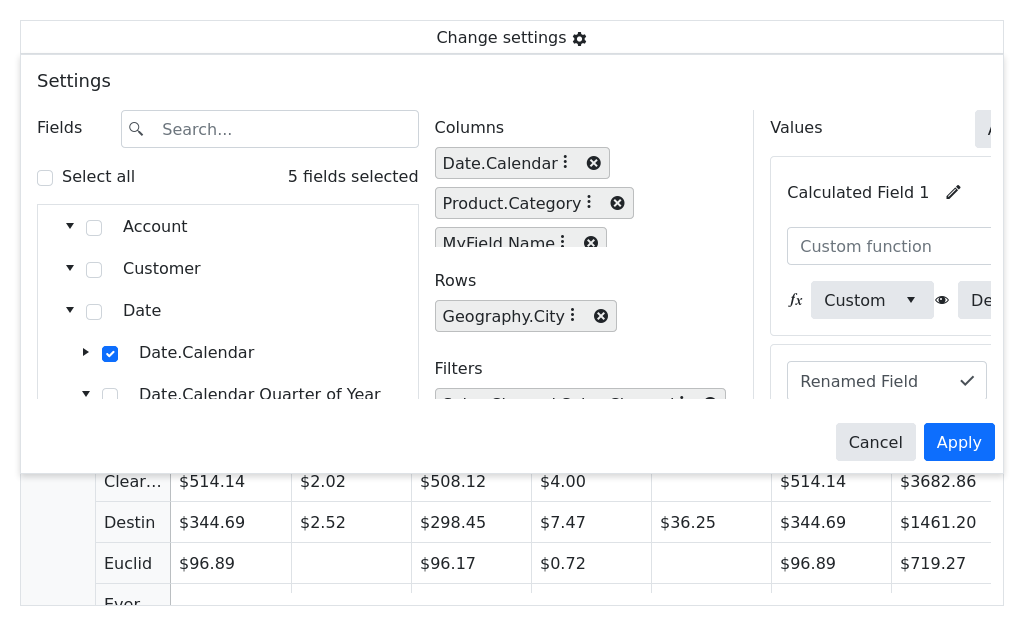 Change settings
Settings
Fields
Search...
Select all
5 fields selected
Account
Customer
Date
Date.Calendar
Date.Calendar Quarter of Year
Columns
Date.Calendar
Product.Category
MyField.Name
Rows
Geography.City
Filters
Values
Calculated Field 1
Custom function
fx Custom
De
Renamed Field
Cancel
Apply
Clear... $514.14 $2.02 $508.12 $4.00 $514.14 $3682.86
Destin $344.69 $2.52 $298.45 $7.47 $36.25 $344.69 $1461.20
Euclid $96.89 $96.17 $0.72 $96.89 $719.27